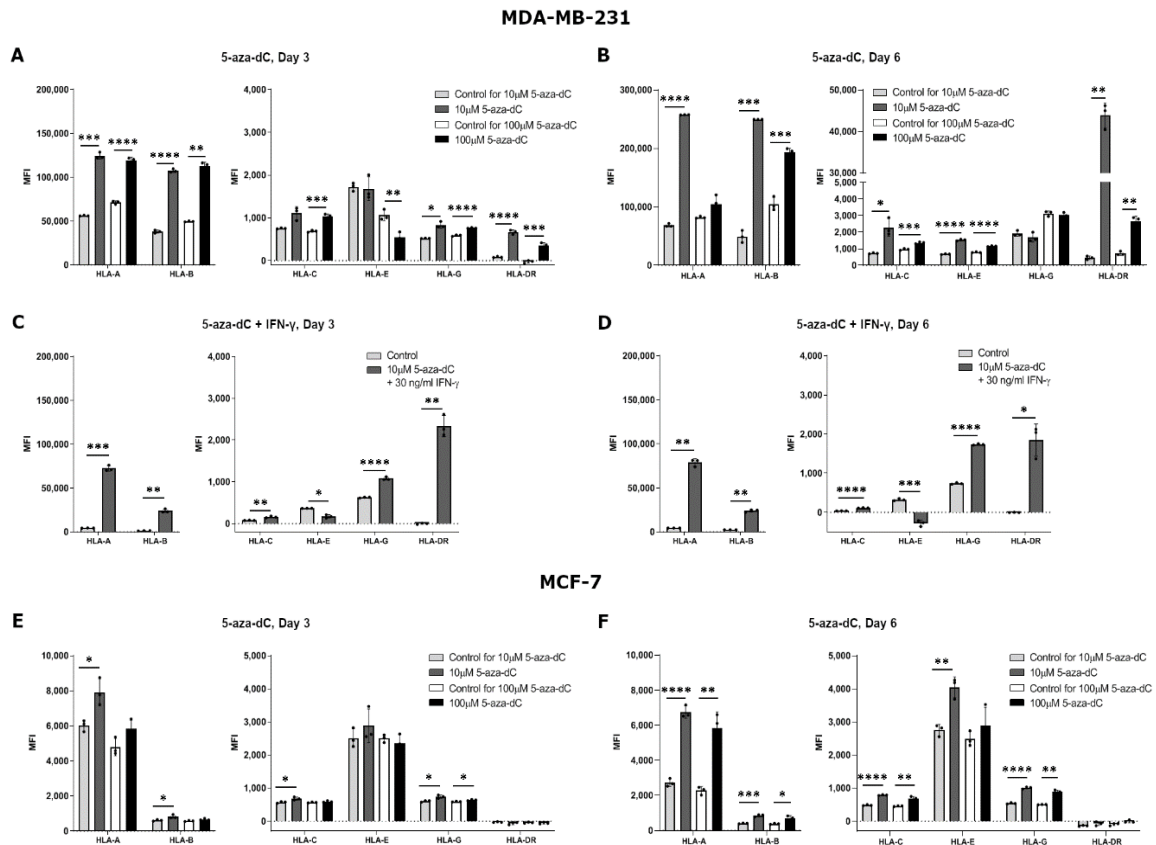 MDA-MB-231
A
5-aza-dC, Day 3
MFI
200,000
150,000
100,000
50,000
0
*** **** **** **
HLA-A HLA-B
MFI
4,000
3,000
2,000
1,000
0
*** ** * **** **** ***
HLA-C HLA-E HLA-G HLA-DR
Control for 10μM 5-aza-dC
10μM 5-aza-dC
Control for 100μM 5-aza-dC
100μM 5-aza-dC
B
5-aza-dC, Day 6
MFI
300,000
200,000
100,000
0
**** *** ***
HLA-A HLA-B
MFI
50,000
40,000
30,000
5,000
4,000
3,000
2,000
1,000
0
* *** **** **** ** **
HLA-C HLA-E HLA-G HLA-DR
Control for 10μM 5-aza-dC
10μM 5-aza-dC
Control for 100μM 5-aza-dC
100μM 5-aza-dC
C
5-aza-dC + IFN-γ, Day 3
MFI
200,000
150,000
100,000
50,000
0
*** **
HLA-A HLA-B
MFI
4,000
3,000
2,000
1,000
0
** * **** **
HLA-C HLA-E HLA-G HLA-DR
Control
10μM 5-aza-dC
+ 30 ng/ml IFN-γ
D
5-aza-dC + IFN-γ, Day 6
MFI
200,000
150,000
100,000
50,000
0
** **
HLA-A HLA-B
MFI
4,000
3,000
2,000
1,000
0
**** *** **** *
HLA-C HLA-E HLA-G HLA-DR
Control
10μM 5-aza-dC
+ 30 ng/ml IFN-γ
MCF-7
E
5-aza-dC, Day 3
MFI
10,000
8,000
6,000
4,000
2,000
0
* *
HLA-A HLA-B
MFI
5,000
4,000
3,000
2,000
1,000
0
* * *
HLA-C HLA-E HLA-G HLA-DR
Control for 10μM 5-aza-dC
10μM 5-aza-dC
Control for 100μM 5-aza-dC
100μM 5-aza-dC
F
5-aza-dC, Day 6
MFI
10,000
8,000
6,000
4,000
2,000
0
**** ** *** *
HLA-A HLA-B
MFI
5,000
4,000
3,000
2,000
1,000
0
**** ** ** **** **
HLA-C HLA-E HLA-G HLA-DR
Control for 10μM 5-aza-dC
10μM 5-aza-dC
Control for 100μM 5-aza-dC
100μM 5-aza-dC